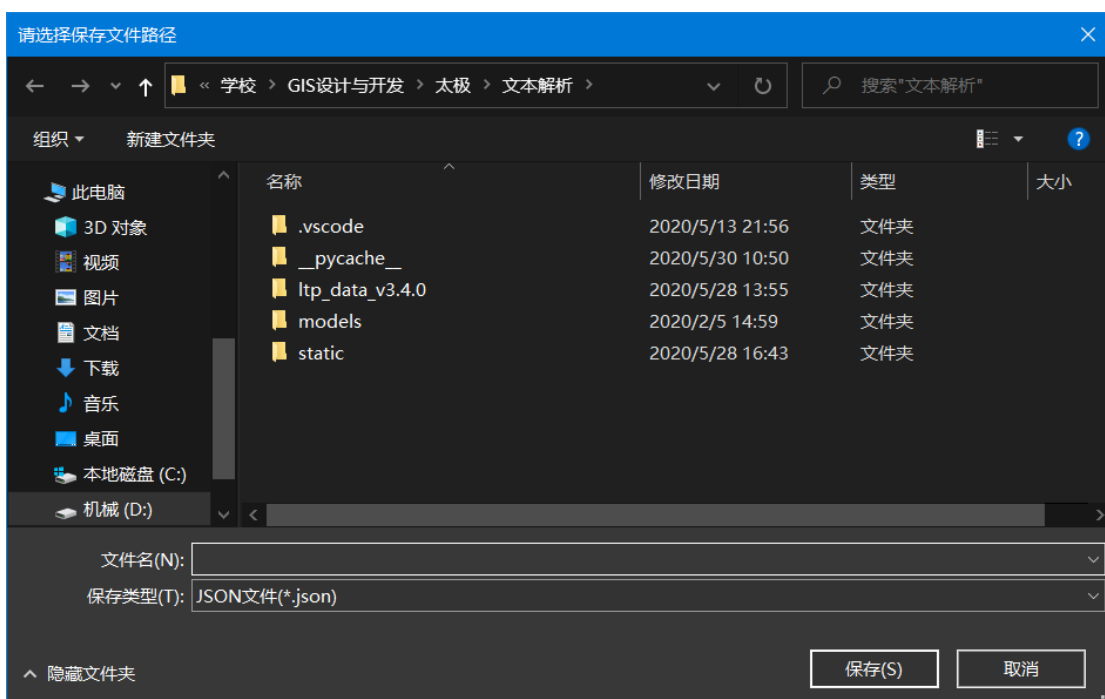 请选择保存文件路径
« 学校 > GIS设计与开发 > 太极 > 文本解析 >
搜索"文本解析"
组织 新建文件夹
此电脑
3D 对象
视频
图片
文档
下载
音乐
桌面
本地磁盘 (C:)
机械 (D:)
名称 修改日期 类型 大小
.vscode 2020/5/13 21:56 文件夹
__pycache__ 2020/5/30 10:50 文件夹
ltp_data_v3.4.0 2020/5/28 13:55 文件夹
models 2020/2/5 14:59 文件夹
static 2020/5/28 16:43 文件夹
文件名(N):
保存类型(T): JSON文件(*.json)
隐藏文件夹 保存(S) 取消